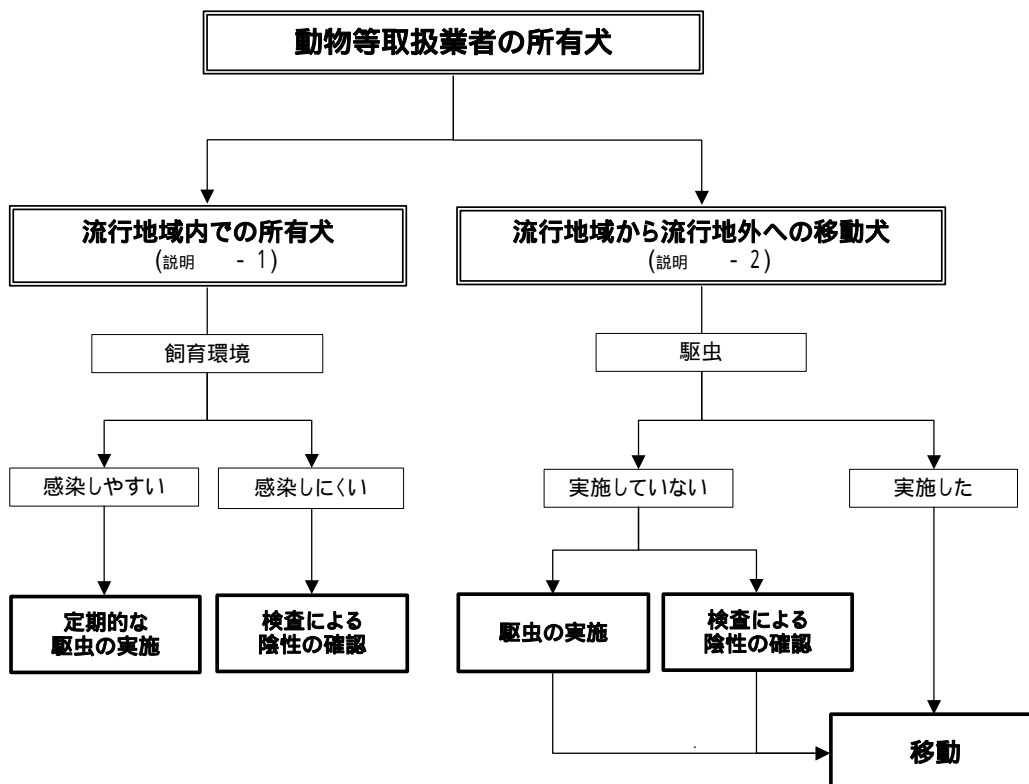 動物等取扱業者の所有犬
流行地域内での所有犬
(説明 - 1)
流行地域から流行地外への移動犬
(説明 - 2)
飼育環境
駆虫
感染しやすい
感染しにくい
実施していない
実施した
定期的な
駆虫の実施
検査による
陰性の確認
駆虫の実施
検査による
陰性の確認
移動